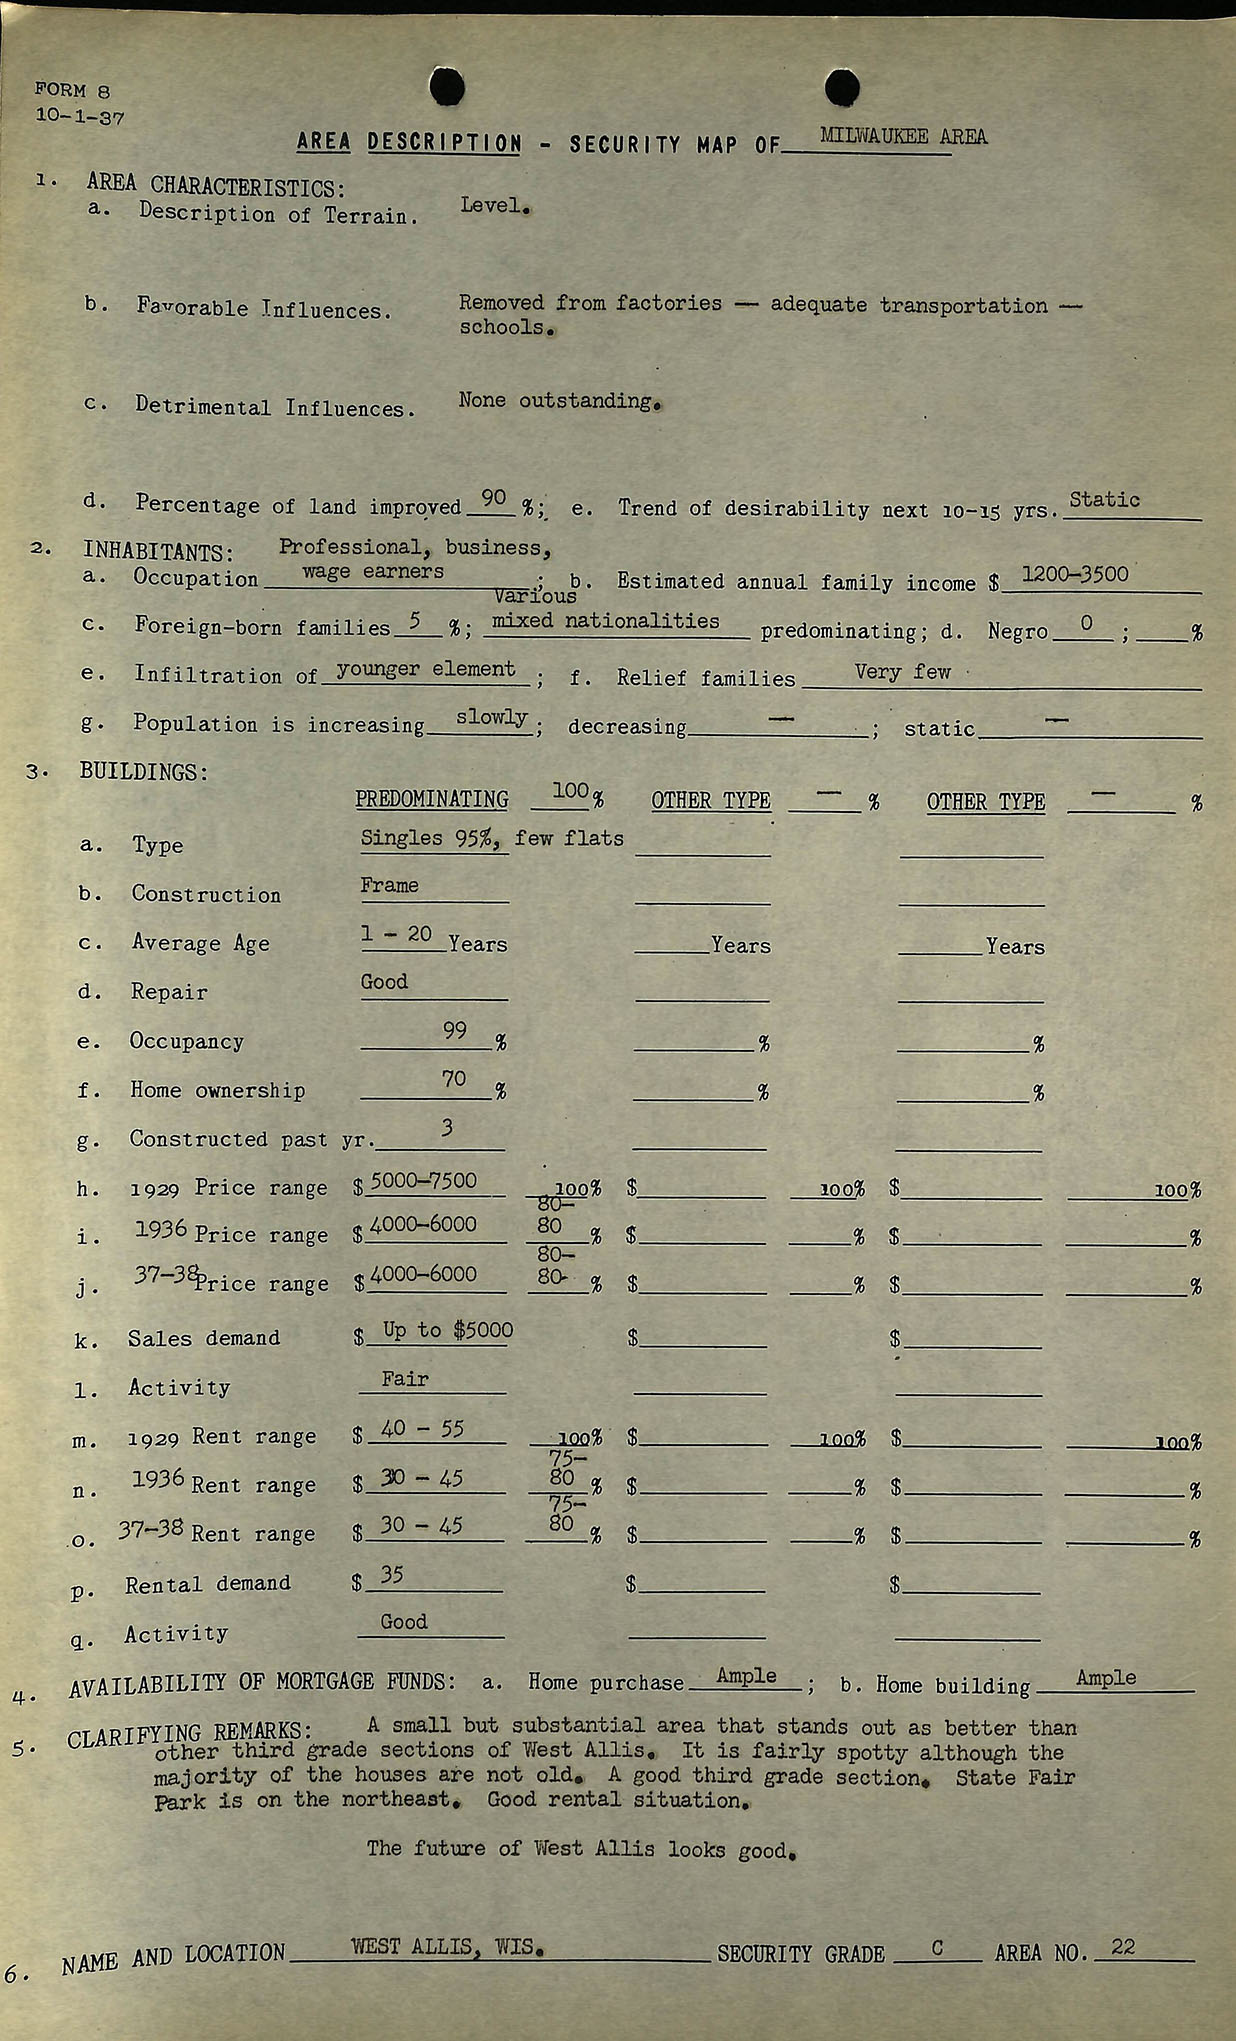 FORM 8
10-1-37
AREA DESCRIPTION - SECURITY MAP OF MILWAUKEE AREA
1. AREA CHARACTERISTICS:
a. Description of Terrain. Level.
b. Favorable Influences. Removed from factories — adequate transportation —
schools.
c. Detrimental Influences. None outstanding.
d. Percentage of land improved 90 %; e. Trend of desirability next 10-15 yrs. Static
2. INHABITANTS: Professional, business,
a. Occupation wage earners ; b. Estimated annual family income $ 1200-3500
Various
c. Foreign-born families 5 %; mixed nationalities predominating; d. Negro 0 ; %
e. Infiltration of younger element ; f. Relief families Very few
g. Population is increasing slowly ; decreasing — ; static —
3. BUILDINGS:
PREDOMINATING 100 % OTHER TYPE — % OTHER TYPE — %
a. Type Singles 95%, few flats
b. Construction Frame
c. Average Age 1 - 20 Years Years Years
d. Repair Good
e. Occupancy 99 % % %
f. Home ownership 70 % % %
g. Constructed past yr. 3
h. 1929 Price range $ 5000-7500 100% $ 100% $ 100%
80-
i. 1936 Price range $ 4000-6000 80 % $ % $ %
80-
j. 37-38 Price range $ 4000-6000 80 % $ % $ %
k. Sales demand $ Up to $5000 $ $
l. Activity Fair
m. 1929 Rent range $ 40 - 55 100% $ 100% $ 100%
75-
n. 1936 Rent range $ 30 - 45 80 % $ % $ %
75-
o. 37-38 Rent range $ 30 - 45 80 % $ % $ %
p. Rental demand $ 35 $ $
q. Activity Good
4. AVAILABILITY OF MORTGAGE FUNDS: a. Home purchase Ample ; b. Home building Ample
5. CLARIFYING REMARKS: A small but substantial area that stands out as better than
other third grade sections of West Allis. It is fairly spotty although the
majority of the houses are not old. A good third grade section. State Fair
Park is on the northeast. Good rental situation.
The future of West Allis looks good.
6. NAME AND LOCATION WEST ALLIS, WIS. SECURITY GRADE C AREA NO. 22